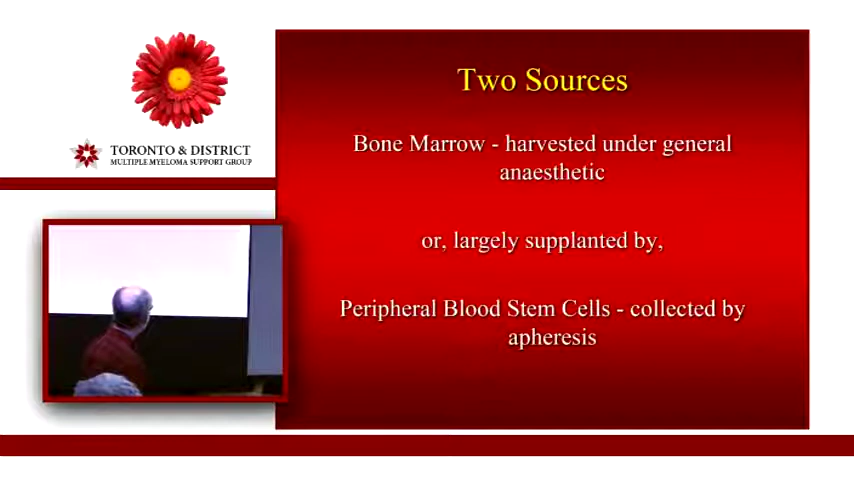 TORONTO & DISTRICT
MULTIPLE MYELOMA SUPPORT GROUP
Two Sources
Bone Marrow - harvested under general
anaesthetic
or, largely supplanted by,
Peripheral Blood Stem Cells - collected by
apheresis